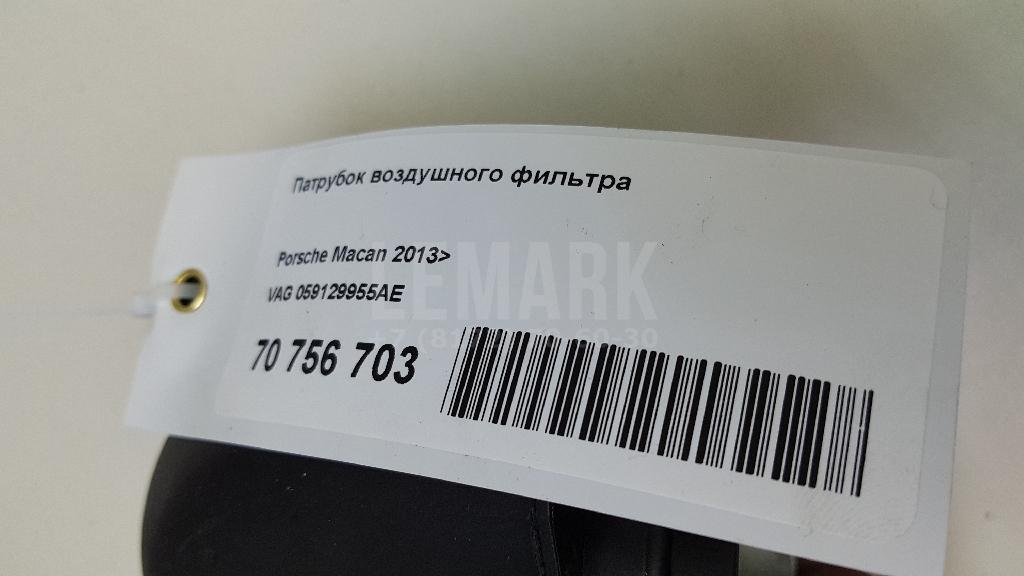 Патрубок воздушного фильтра
Porsche Macan 2013>
LEMARK
VAG 059129955AE
70 756 703